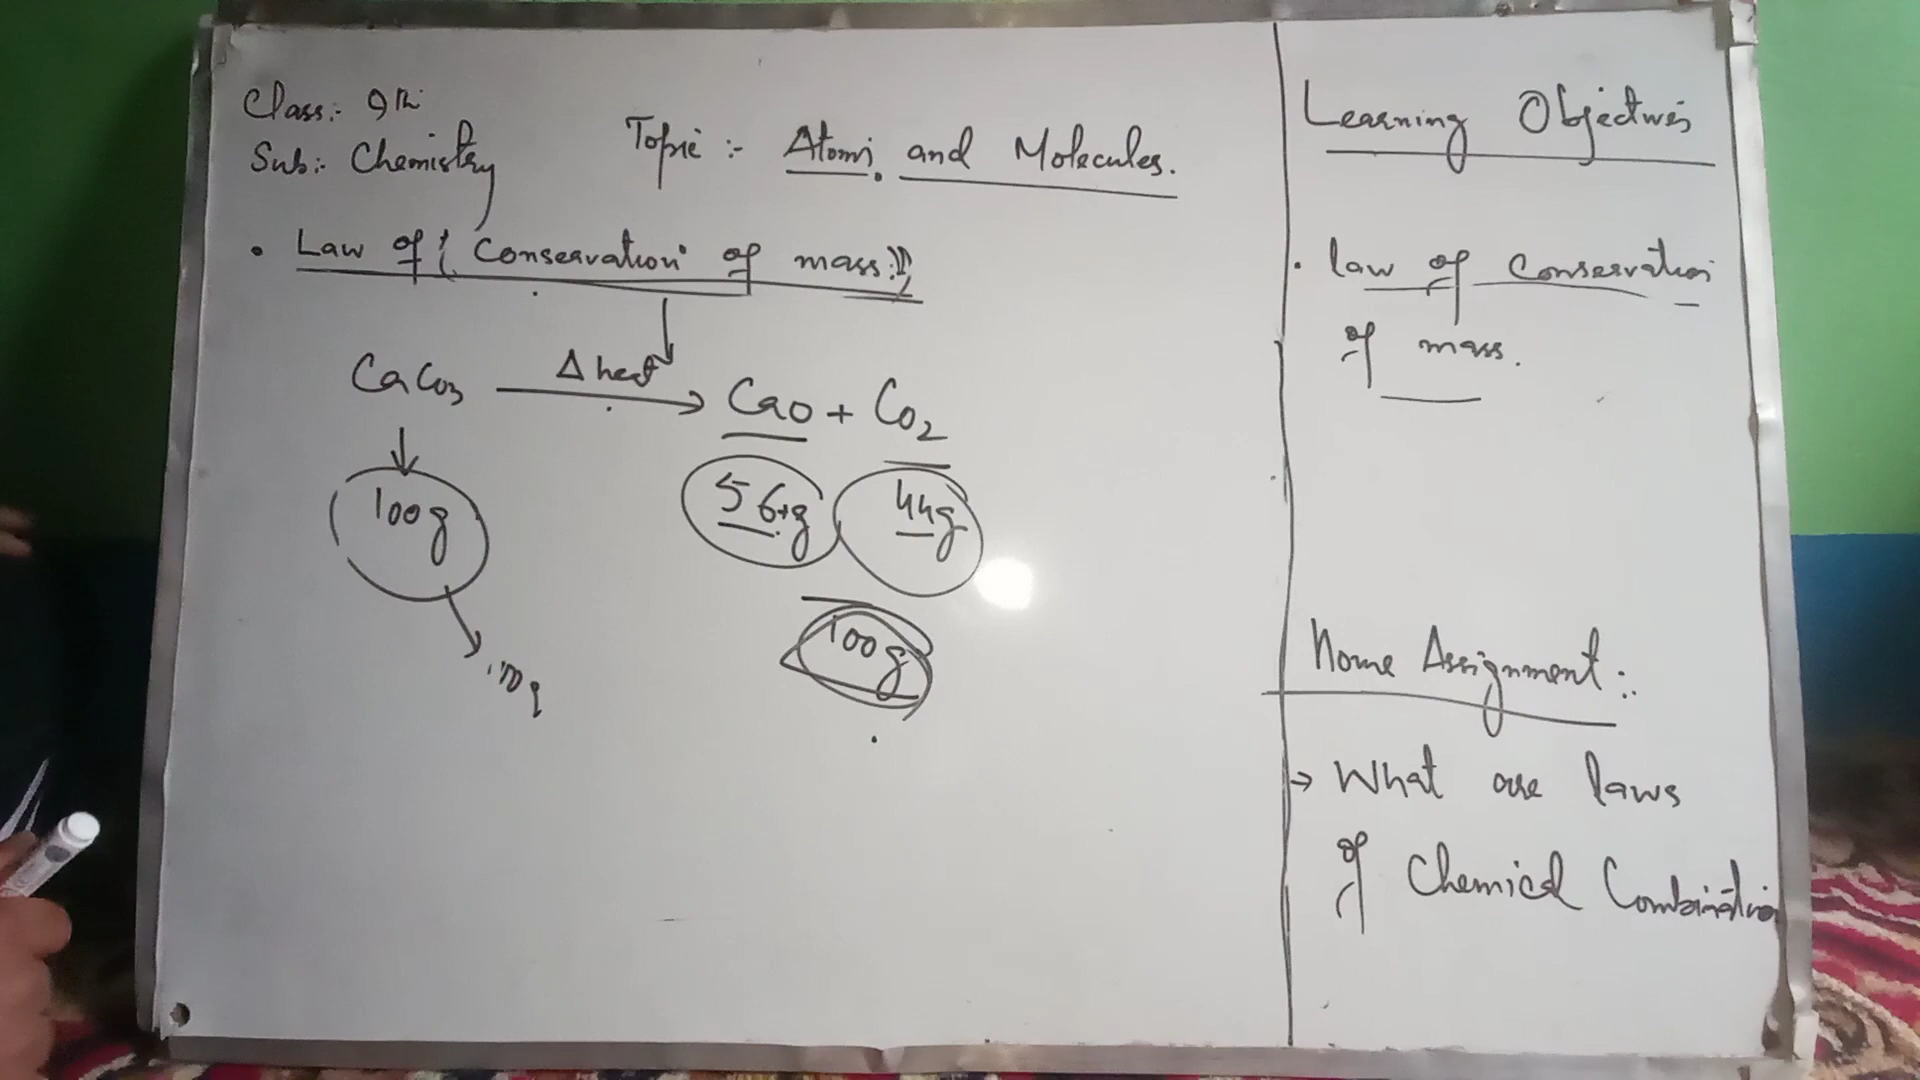 Class:- 9th
Sub:- Chemistry
Topic :- Atoms and Molecules.
• Law of (Conservation of mass:))
CaCO3 Δ heat → CaO + CO2
100g
56+g 44g
100g
Learning Objectives
• law of Conservation
of mass.
Home Assignment:-
→ What are laws
of Chemical Combination